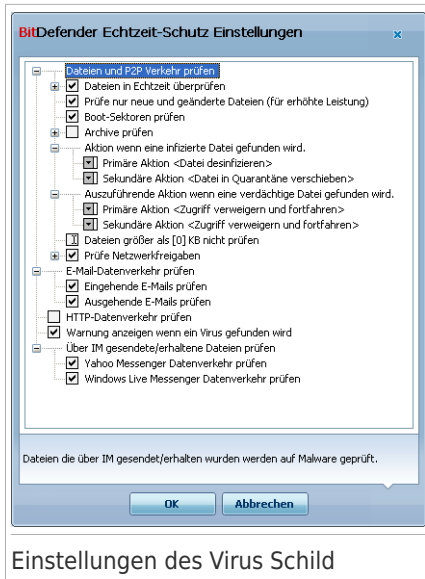 BitDefender Echtzeit-Schutz Einstellungen
Dateien und P2P Verkehr prüfen
Dateien in Echtzeit überprüfen
Prüfe nur neue und geänderte Dateien (für erhöhte Leistung)
Boot-Sektoren prüfen
Archive prüfen
Aktion wenn eine infizierte Datei gefunden wird.
Primäre Aktion <Datei desinfizieren>
Sekundäre Aktion <Datei in Quarantäne verschieben>
Auszuführende Aktion wenn eine verdächtige Datei gefunden wird.
Primäre Aktion <Zugriff verweigern und fortfahren>
Sekundäre Aktion <Zugriff verweigern und fortfahren>
Dateien größer als [0] KB nicht prüfen
Prüfe Netzwerkfreigaben
E-Mail-Datenverkehr prüfen
Eingehende E-Mails prüfen
Ausgehende E-Mails prüfen
HTTP-Datenverkehr prüfen
Warnung anzeigen wenn ein Virus gefunden wird
Über IM gesendete/erhaltene Dateien prüfen
Yahoo Messenger Datenverkehr prüfen
Windows Live Messenger Datenverkehr prüfen
Dateien die über IM gesendet/erhalten wurden werden auf Malware geprüft.
OK Abbrechen
Einstellungen des Virus Schild